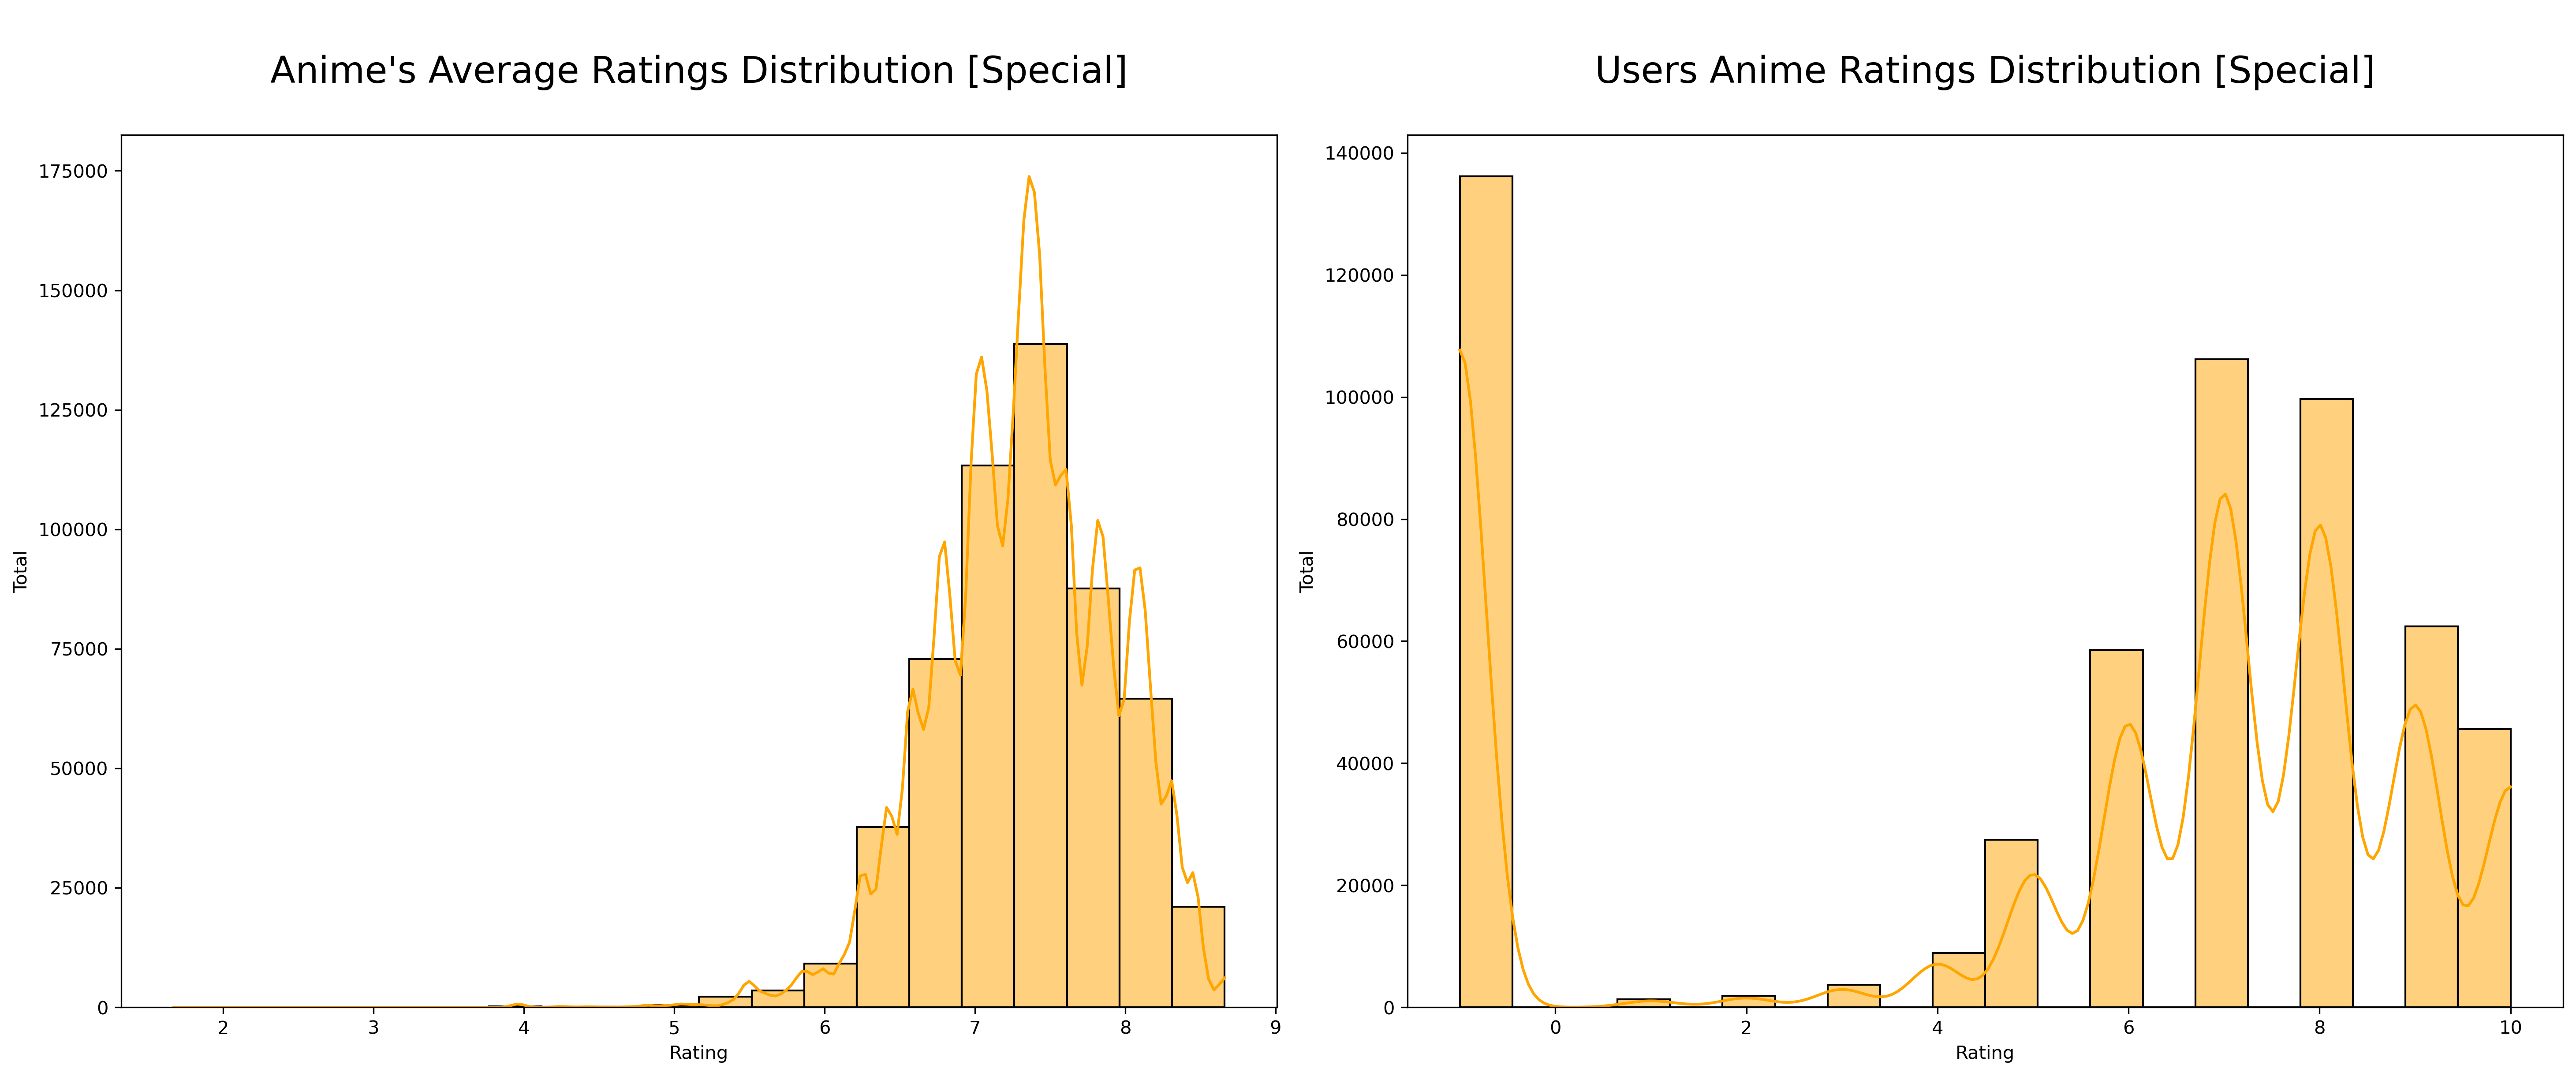 Anime's Average Ratings Distribution [Special]
175000
150000
125000
100000
75000
50000
25000
0
Total
2 3 4 5 6 7 8 9
Rating
Users Anime Ratings Distribution [Special]
140000
120000
100000
80000
60000
40000
20000
0
Total
0 2 4 6 8 10
Rating